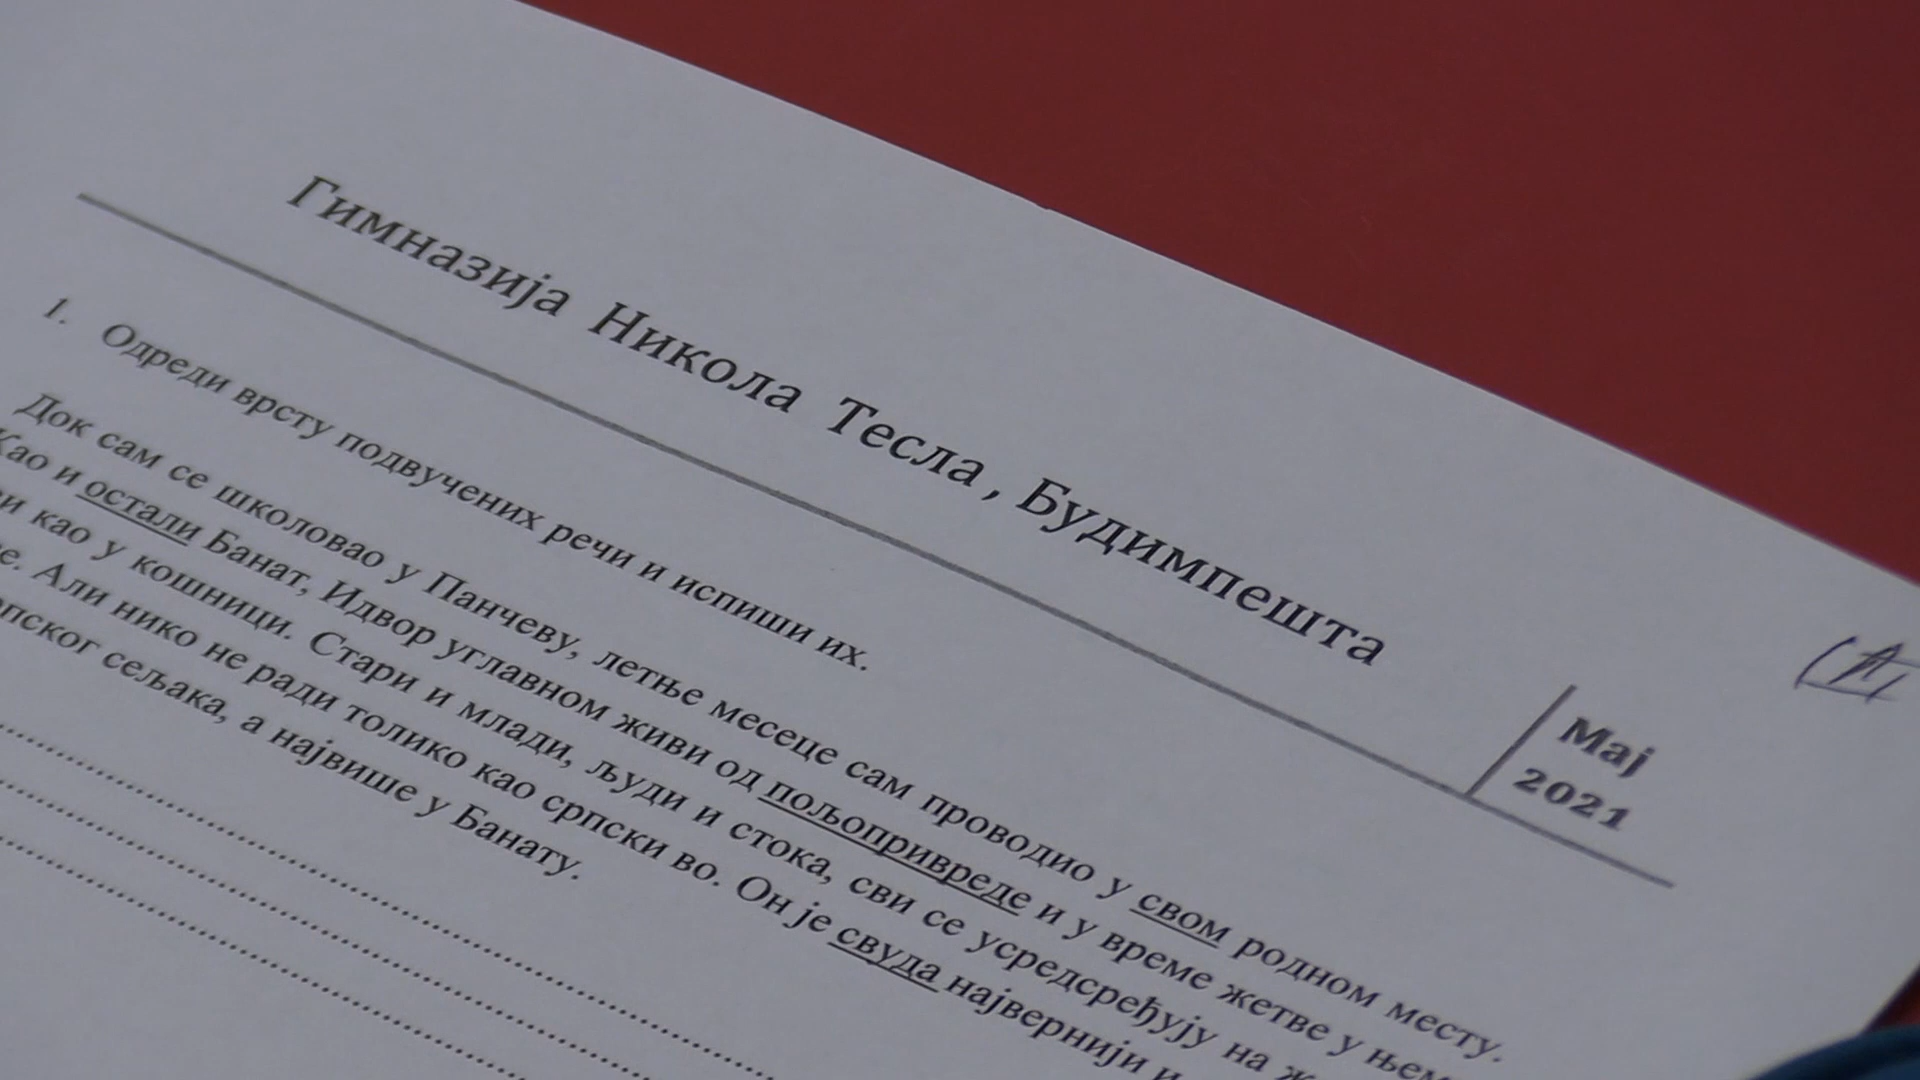 Гимназија Никола Тесла, Будимпешта
Мај
2021
1. Одреди врсту подвучених речи и испиши их.
Док сам се школовао у Панчеву, летње месеце сам проводио у свом родном месту.
Као и остали Банат, Идвор углавном живи од пољопривреде и у време жетве у
као у кошници. Стари и млади, људи и стока, сви се усредсређују на
Али нико не ради толико као српски во. Он је свуда највернији и
сељака, а највише у Банату.